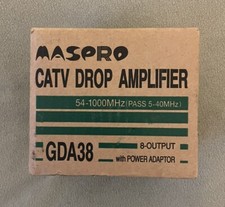 MASPRO
CATV DROP AMPLIFIER
54-1000MHz (PASS 5-40MHz)
GDA38
8-OUTPUT
with POWER ADAPTOR